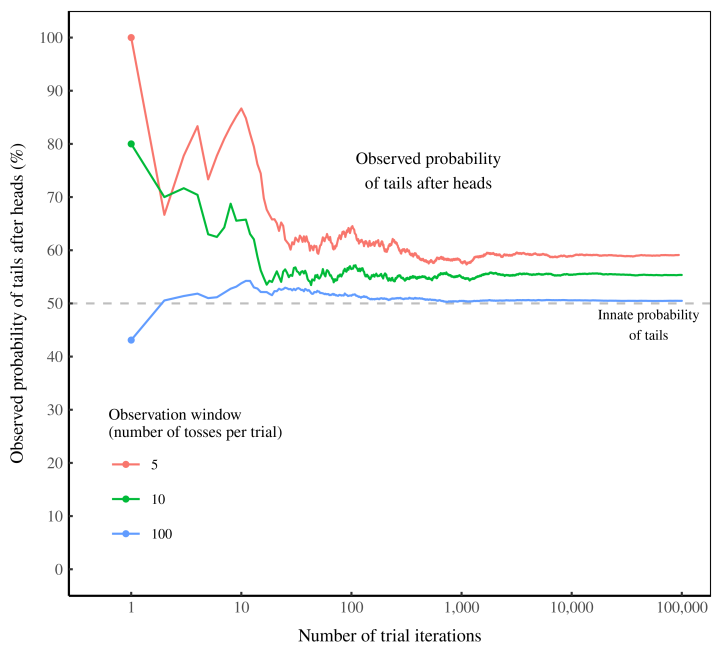 Observed probability of tails after heads (%)
100
90
80
70
60
50
40
30
20
10
0
Observed probability
of tails after heads
Innate probability
of tails
Observation window
(number of tosses per trial)
5
10
100
1
10
100
1,000
10,000
100,000
Number of trial iterations